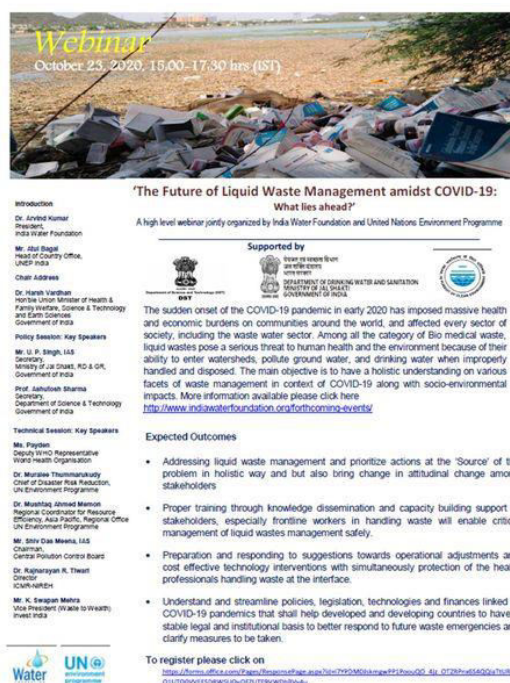 Webinar
October 23, 2020, 15.00-17.30 hrs (IST)
'The Future of Liquid Waste Management amidst COVID-19:
What lies ahead?'
A high level webinar jointly organized by India Water Foundation and United Nations Environment Programme
Supported by
DST
पेयजल एवं स्वच्छता विभाग
भारत सरकार
DEPARTMENT OF DRINKING WATER AND SANITATION
MINISTRY OF JAL SHAKTI
GOVERNMENT OF INDIA
Introduction
Dr. Arvind Kumar
President,
India Water Foundation
Mr. Atul Bagai
Head of Country Office,
UNEP India
Chair Address
Dr. Harsh Vardhan
Hon'ble Union Minister of Health &
Family Welfare, Science & Technology
and Earth Sciences
Government of India
Policy Session: Key Speakers
Mr. U. P. Singh, IAS
Secretary,
Ministry of Jal Shakti, RD & GR,
Government of India
Prof. Ashutosh Sharma
Secretary,
Department of Science & Technology
Government of India
Technical Session: Key Speakers
Ms. Payden
Deputy WHO Representative
World Health Organisation
Dr. Muralee Thummarukudy
Chief of Disaster Risk Reduction,
UN Environment Programme
Dr. Mushtaq Ahmed Memon
Regional Coordinator for Resource
Efficiency, Asia Pacific, Regional Office
UN Environment Programme
Mr. Shiv Das Meena, IAS
Chairman,
Central Pollution Control Board
Dr. Rajnarayan R. Tiwari
Director
ICMR-NIREH
Mr. K. Swapan Mehra
Vice President (Waste to Wealth)
Invest India
The sudden onset of the COVID-19 pandemic in early 2020 has imposed massive health
and economic burdens on communities around the world, and affected every sector of
society, including the waste water sector. Among all the category of Bio medical waste,
liquid wastes pose a serious threat to human health and the environment because of their
ability to enter watersheds, pollute ground water, and drinking water when improperly
handled and disposed. The main objective is to have a holistic understanding on various
facets of waste management in context of COVID-19 along with socio-environmental
impacts. More information available please click here
http://www.indiawaterfoundation.org/forthcoming-events/
Expected Outcomes
• Addressing liquid waste management and prioritize actions at the 'Source' of t
problem in holistic way and but also bring change in attitudinal change amon
stakeholders
• Proper training through knowledge dissemination and capacity building support
stakeholders, especially frontline workers in handling waste will enable critic
management of liquid wastes management safely.
• Preparation and responding to suggestions towards operational adjustments an
cost effective technology interventions with simultaneously protection of the heal
professionals handling waste at the interface.
• Understand and streamline policies, legislation, technologies and finances linked
COVID-19 pandemics that shall help developed and developing countries to have
stable legal and institutional basis to better respond to future waste emergencies an
clarify measures to be taken.
To register please click on
Water
UN